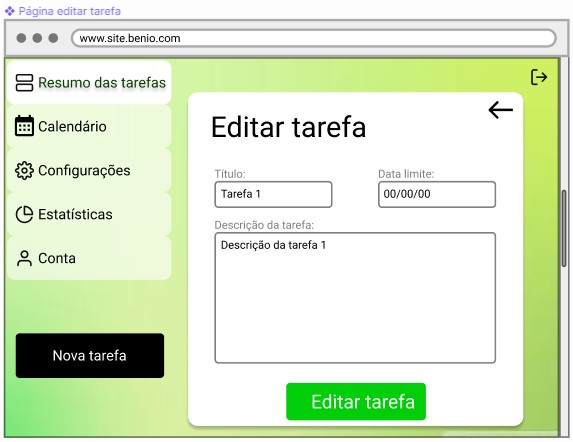 Página editar tarefa
www.site.benio.com
Resumo das tarefas
Calendário
Configurações
Estatísticas
Conta
Nova tarefa
Editar tarefa
Título:
Data limite:
Tarefa 1
00/00/00
Descrição da tarefa:
Descrição da tarefa 1
Editar tarefa